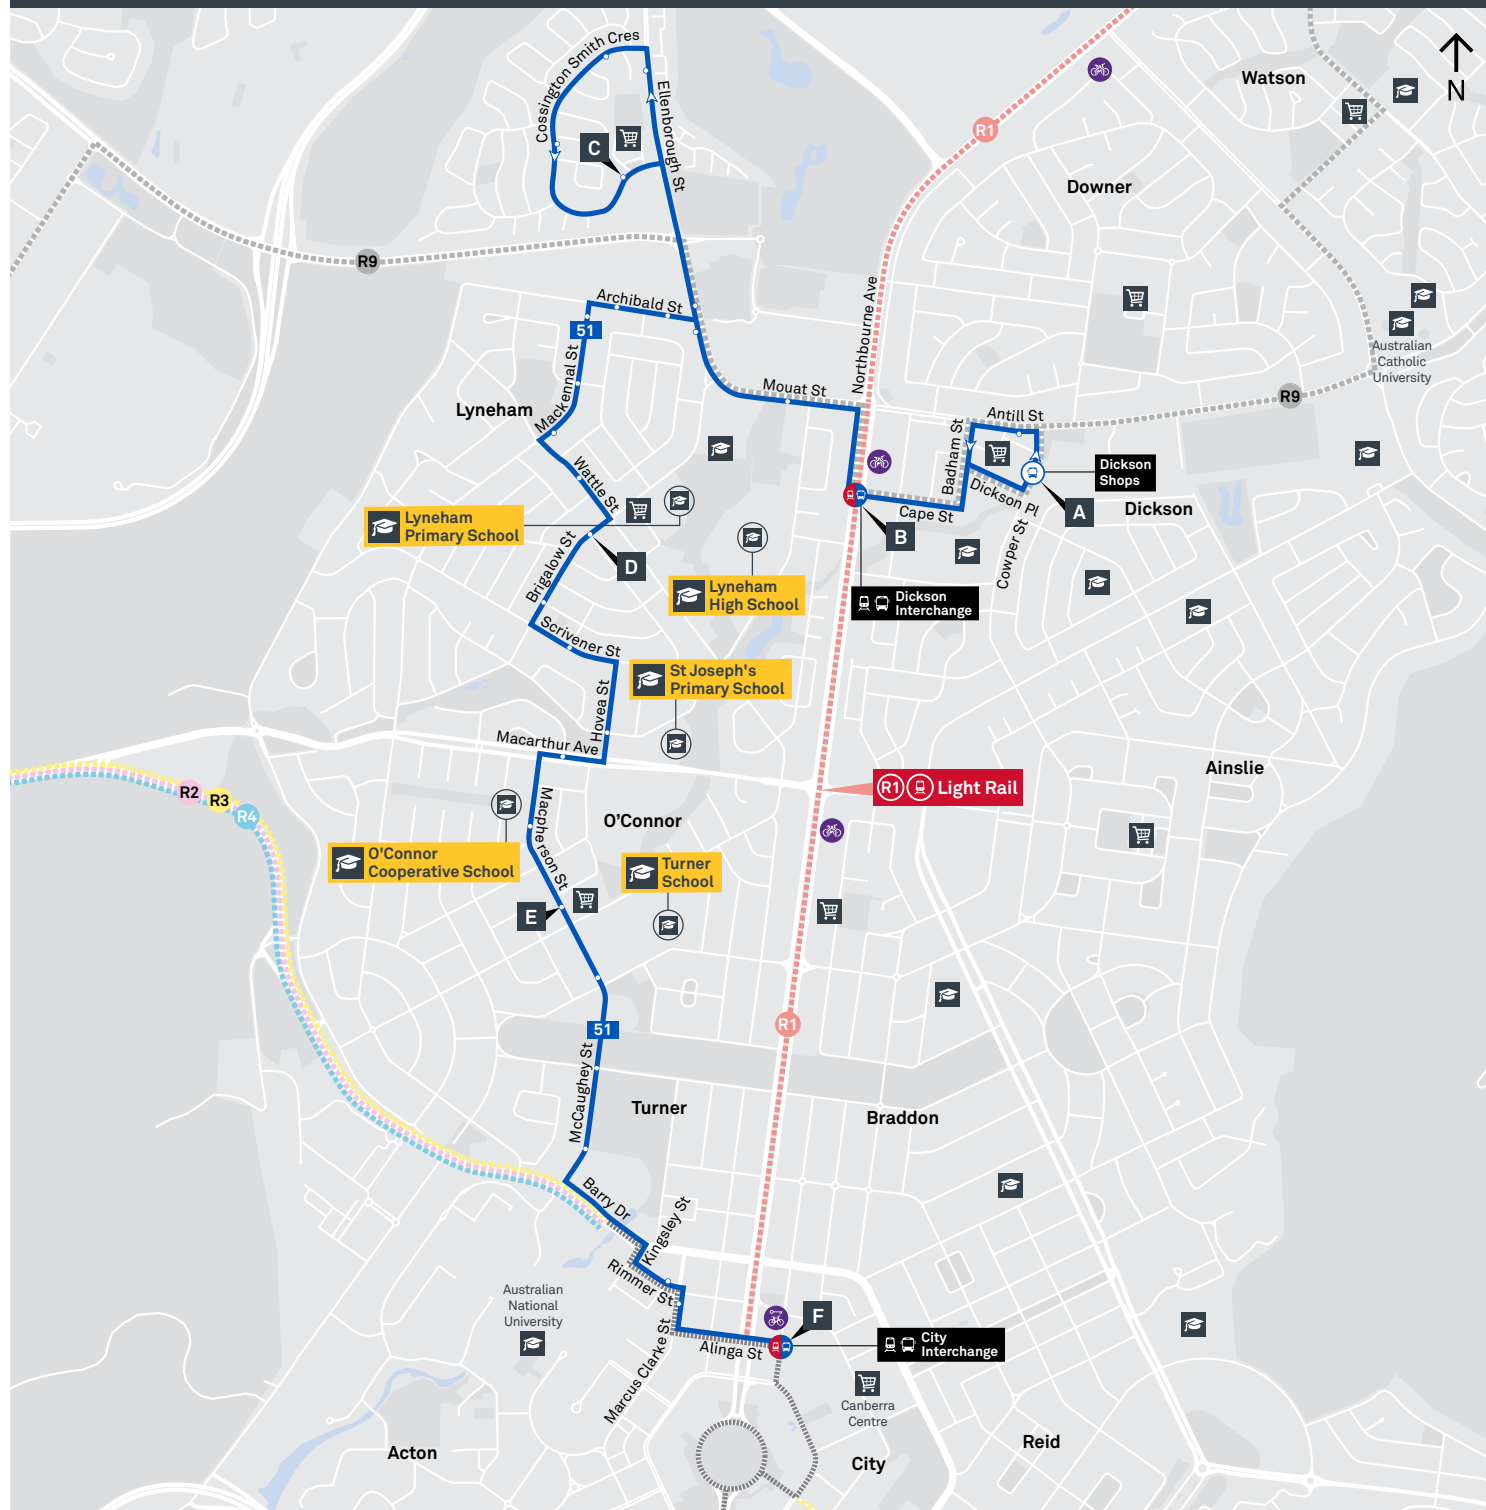 Cossington Smith Cres
Ellenborough St
C
Watson
N
R1
Downer
R9
Archibald St
51
Mackennal St
Lyneham
Northbourne Ave
Mouat St
Australian
Catholic
University
R9
Antill St
Badham St
Dickson Pl
Cape St
Cowper St
Dickson
Shops
A
Dickson
B
Wattle St
Lyneham
Primary School
Brigalow St
D
Lyneham
High School
Dickson
Interchange
Scrivener St
St Joseph's
Primary School
Hovea St
Macarthur Ave
R1 Light Rail
Ainslie
R2
R3
R4
Macpherson St
O'Connor
O'Connor
Cooperative School
Turner
School
E
R1
51
McCaughey St
Turner
Braddon
Barry Dr
Kingsley St
Rimmer St
Australian
National
University
Marcus Clarke St
Alinga St
F
City
Interchange
Canberra
Centre
Acton
City
Reid